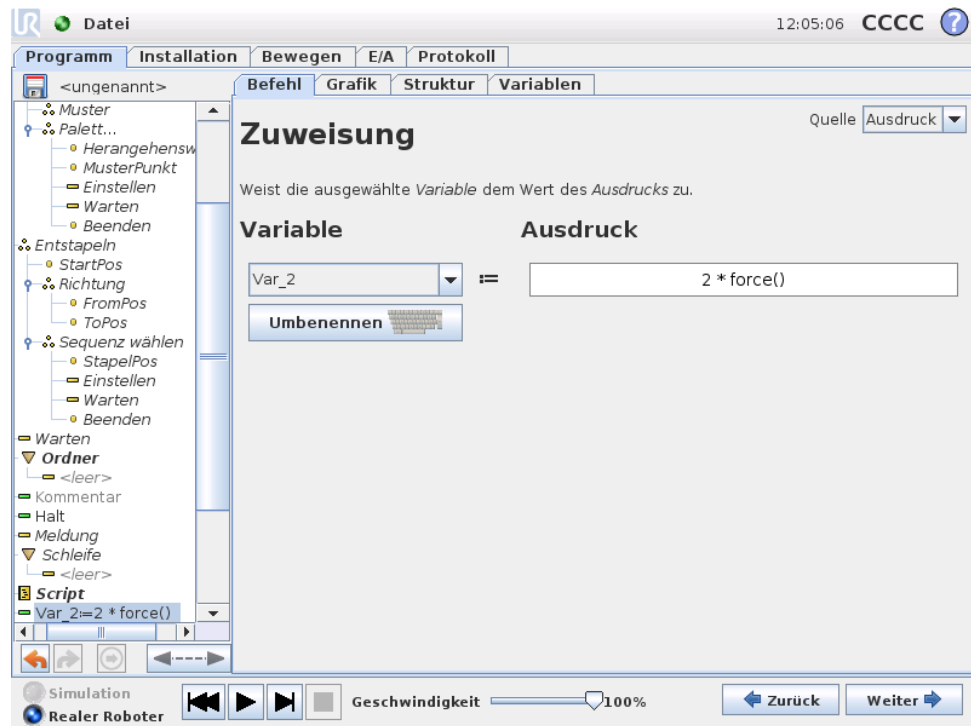 UR Datei 12:05:06 CCCC ?
Programm Installation Bewegen E/A Protokoll
<ungenannt>
Befehl Grafik Struktur Variablen
Muster
Palett...
Herangehensw
MusterPunkt
Einstellen
Warten
Beenden
Entstapeln
StartPos
Richtung
FromPos
ToPos
Sequenz wählen
StapelPos
Einstellen
Warten
Beenden
Warten
Ordner
<leer>
Kommentar
Halt
Meldung
Schleife
<leer>
Script
Var_2:=2 * force()
Quelle Ausdruck
Zuweisung
Weist die ausgewählte Variable dem Wert des Ausdrucks zu.
Variable Ausdruck
Var_2 := 2 * force()
Umbenennen
Simulation
Realer Roboter
Geschwindigkeit 100%
Zurück Weiter